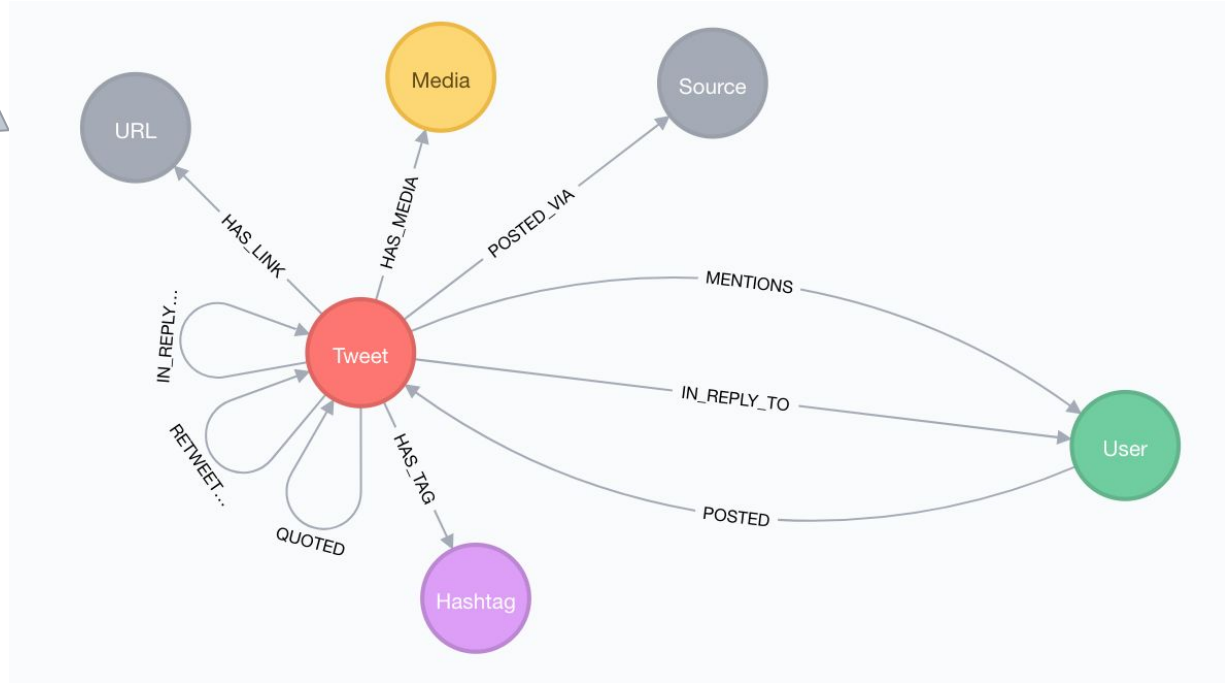 Media
Source
URL
HAS_LINK
HAS_MEDIA
POSTED_VIA
MENTIONS
IN_REPLY...
Tweet
IN_REPLY_TO
RETWEET...
HAS_TAG
User
POSTED
QUOTED
Hashtag